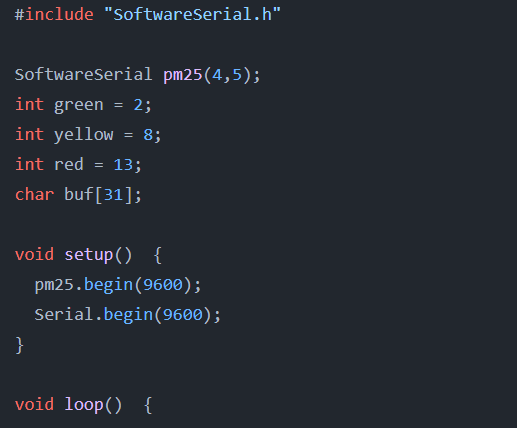 #include "SoftwareSerial.h"
SoftwareSerial pm25(4,5);
int green = 2;
int yellow = 8;
int red = 13;
char buf[31];
void setup()  {
  pm25.begin(9600);
  Serial.begin(9600);
}
void loop()  {